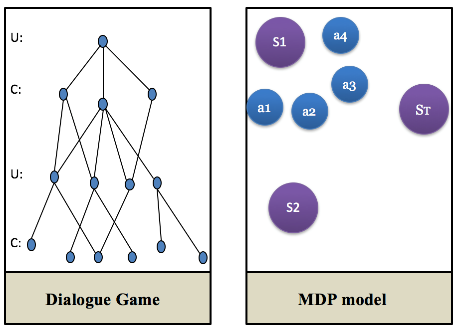 U:
C:
U:
C:
Dialogue Game
S1
a4
a3
a1
a2
ST
S2
MDP model